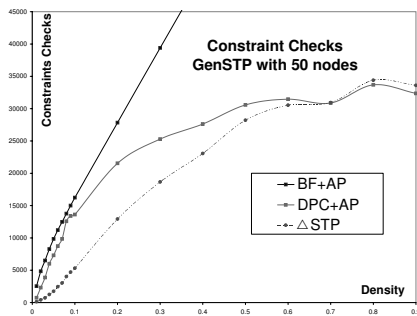 45000
40000
35000
30000
25000
20000
15000
10000
5000
0
Constraints Checks
Constraint Checks
GenSTP with 50 nodes
BF+AP
DPC+AP
△STP
Density
0 0.1 0.2 0.3 0.4 0.5 0.6 0.7 0.8